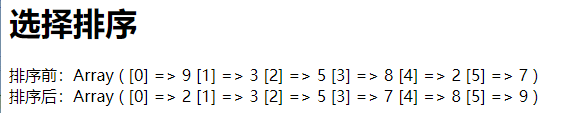 选择排序
排序前：Array ( [0] => 9 [1] => 3 [2] => 5 [3] => 8 [4] => 2 [5] => 7 )
排序后：Array ( [0] => 2 [1] => 3 [2] => 5 [3] => 7 [4] => 8 [5] => 9 )